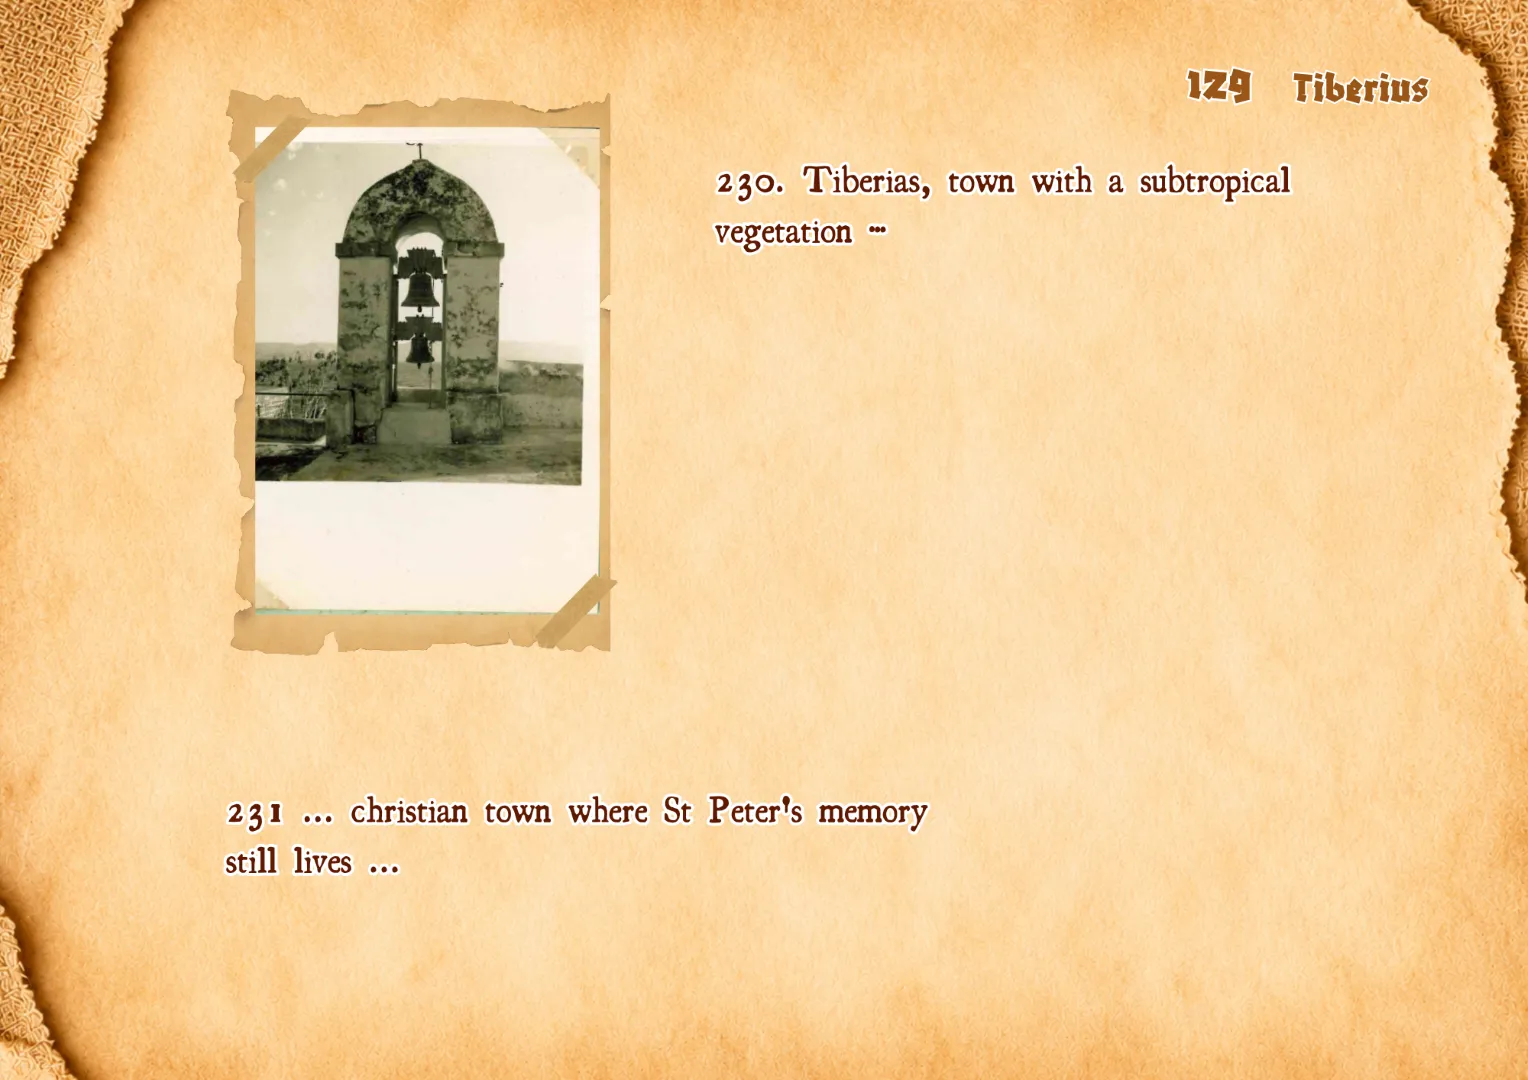 129 Tiberius
230. Tiberias, town with a subtropical
vegetation ...
231 ... christian town where St Peter's memory
still lives ...